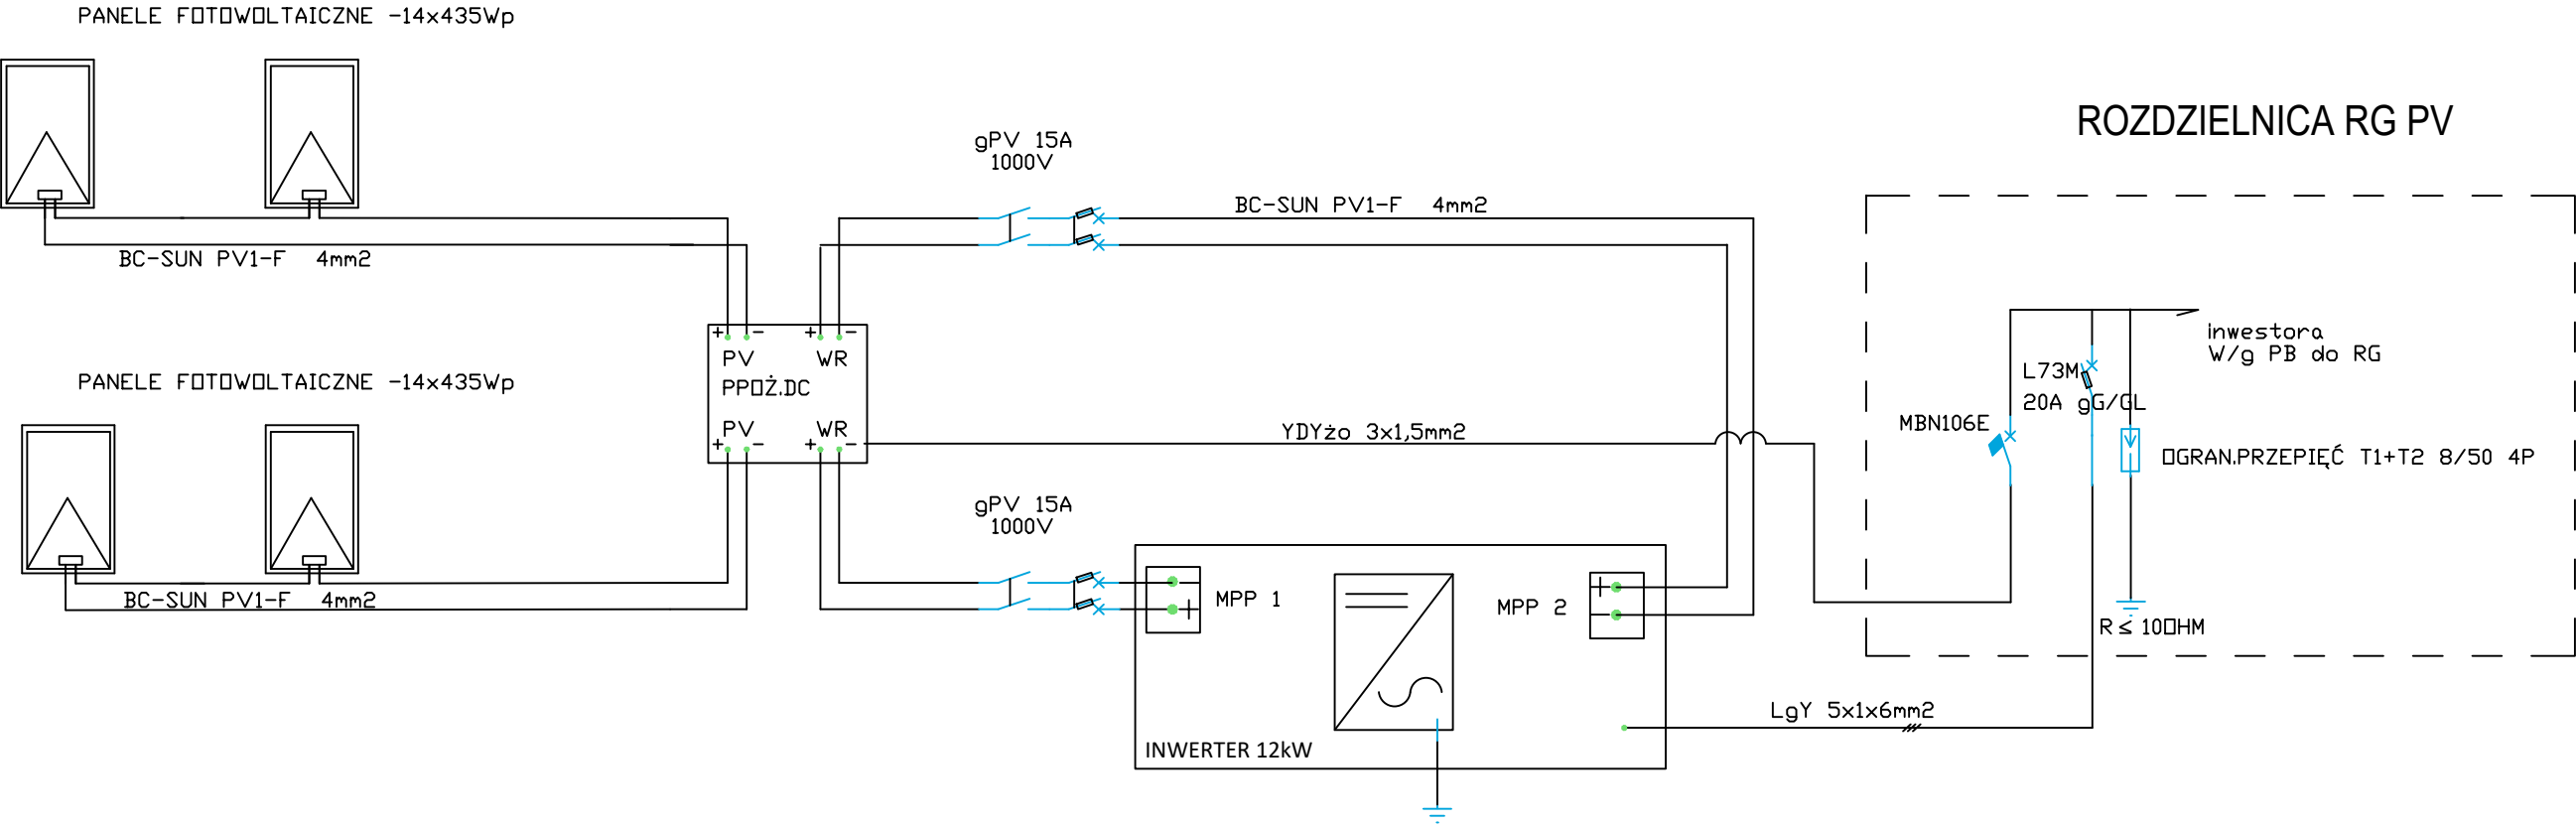 PANELE FOTOWOLTAICZNE -14x435Wp
BC-SUN PV1-F 4mm2
gPV 15A
1000V
BC-SUN PV1-F 4mm2
ROZDZIELNICA RG PV
+ - + -
PV WR
PPOŻ.DC
PV WR
+ - + -
PANELE FOTOWOLTAICZNE -14x435Wp
BC-SUN PV1-F 4mm2
YDYżo 3x1,5mm2
gPV 15A
1000V
- MPP 1
+
+
- MPP 2
INWERTER 12kW
LgY 5x1x6mm2
inwestora
W/g PB do RG
L73M
20A gG/GL
MBN106E
OGRAN.PRZEPIĘĆ T1+T2 8/50 4P
R ≤ 10OHM